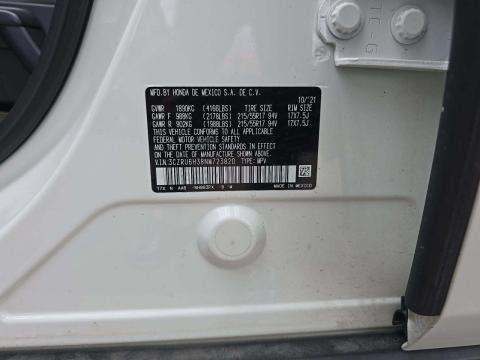 MFD.BY HONDA DE MEXICO S.A. DE C.V. 10/'21
GVWR 1890KG (4166LBS) TIRE SIZE RIM SIZE
GAWR F 988KG (2178LBS) 215/55R17 94V 17X7.5J
GAWR R 902KG (1988LBS) 215/55R17 94V 17X7.5J
THIS VEHICLE CONFORMS TO ALL APPLICABLE
FEDERAL MOTOR VEHICLE SAFETY AND
THEFT PREVENTION STANDARDS IN EFFECT ON
THE DATE OF MANUFACTURE SHOWN ABOVE.
V.I.N. 3CZRU6H38NM723820 TYPE: MPV
MADE IN MEXICO
TC-G